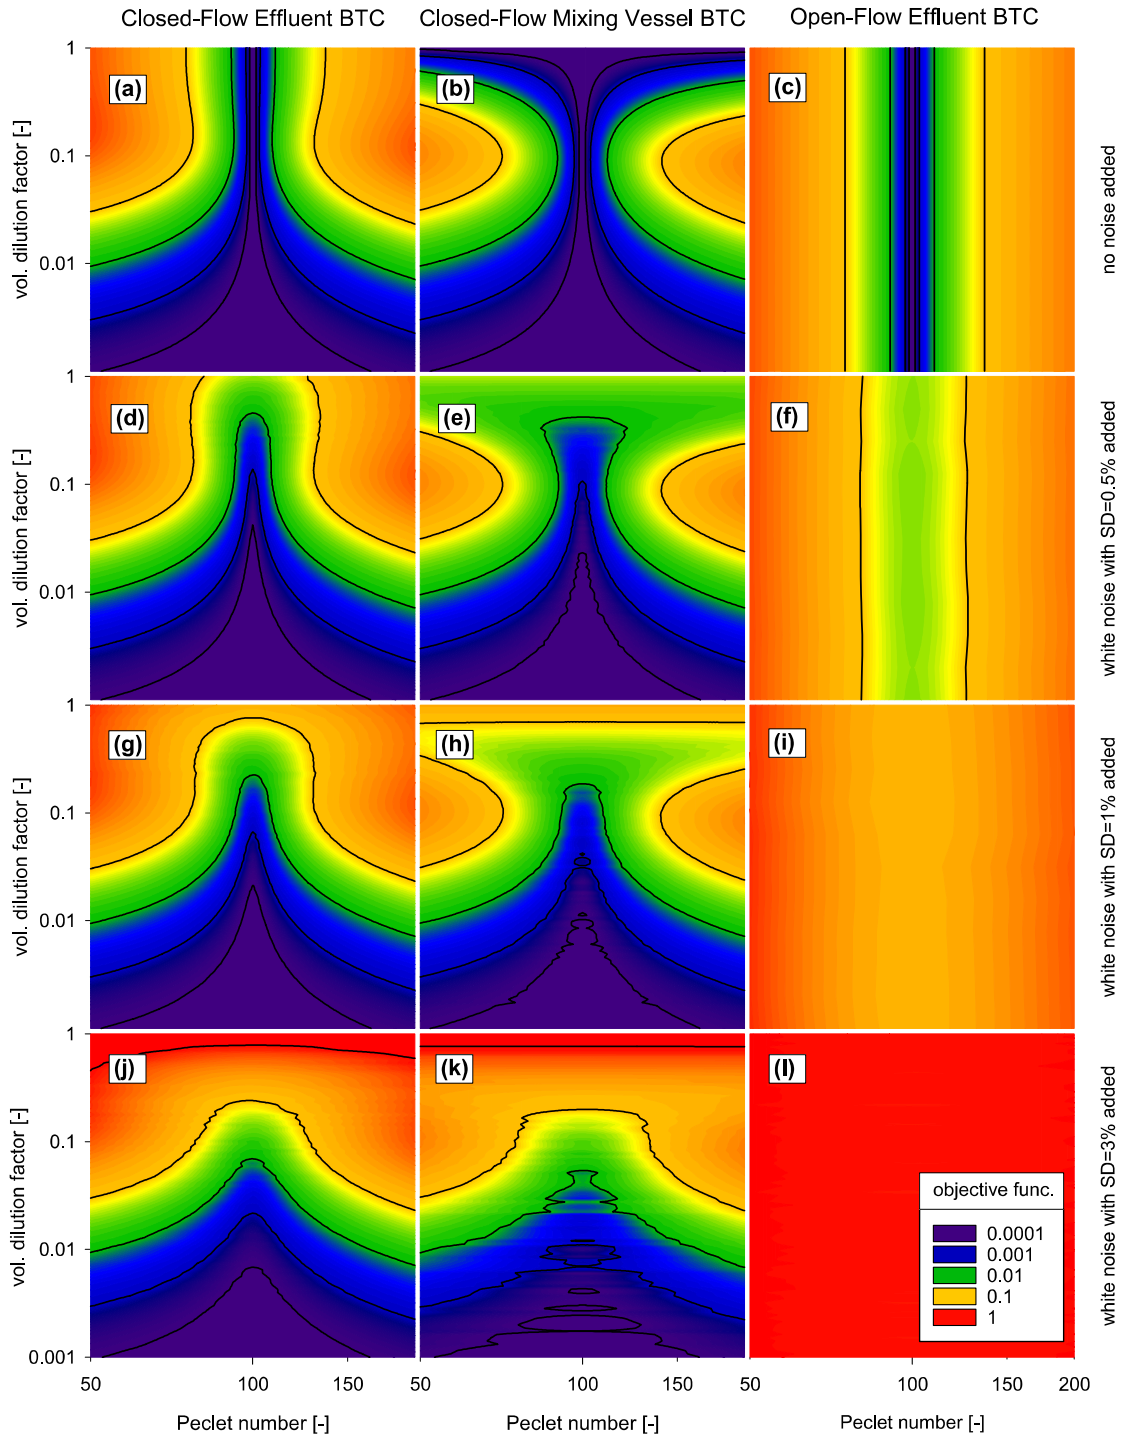 Closed-Flow Effluent BTC
Closed-Flow Mixing Vessel BTC
Open-Flow Effluent BTC
vol. dilution factor [-]
1
0.1
0.01
(a)
(b)
(c)
no noise added
vol. dilution factor [-]
1
0.1
0.01
(d)
(e)
(f)
white noise with SD=0.5% added
vol. dilution factor [-]
1
0.1
0.01
(g)
(h)
(i)
white noise with SD=1% added
vol. dilution factor [-]
1
0.1
0.01
0.001
(j)
(k)
(l)
objective func.
0.0001
0.001
0.01
0.1
1
white noise with SD=3% added
50
100
150
50
100
150
50
100
150
200
Peclet number [-]
Peclet number [-]
Peclet number [-]